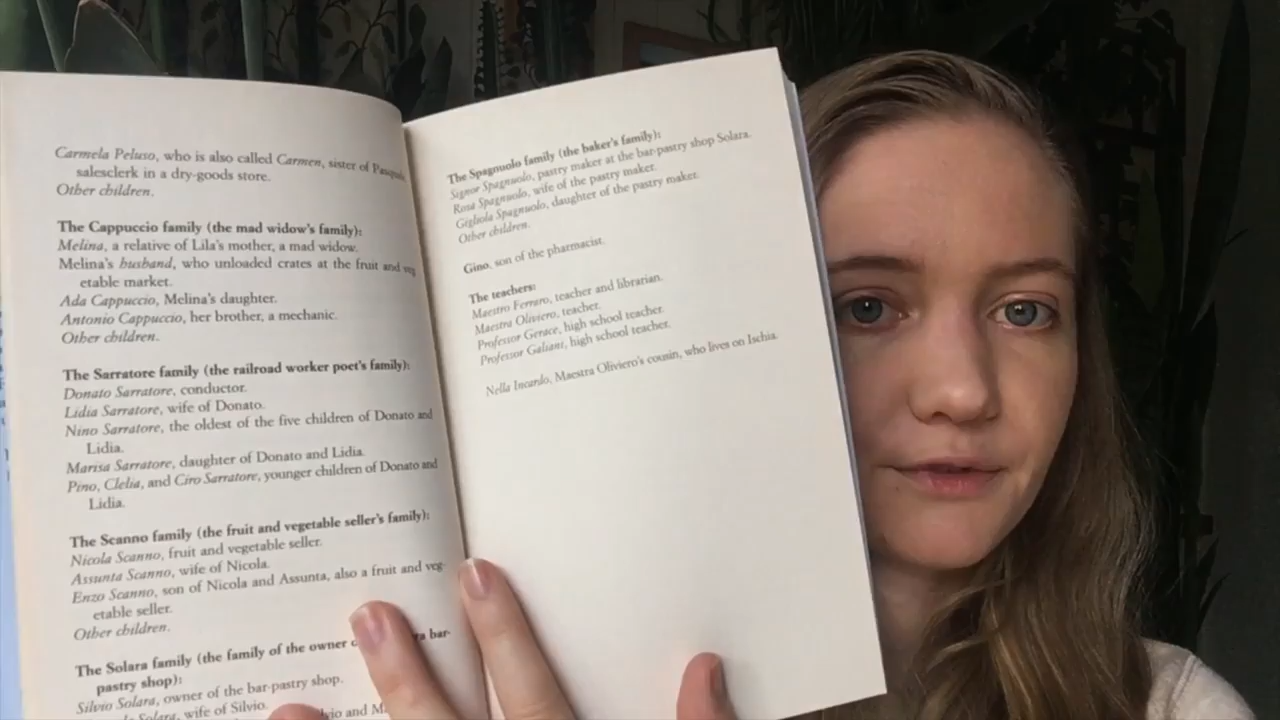 Carmela Peluso, who is also called Carmen, sister of Pasquale,
salesclerk in a dry-goods store.
Other children.
The Cappuccio family (the mad widow's family):
Melina, a relative of Lila's mother, a mad widow.
Melina's husband, who unloaded crates at the fruit and veg
etable market.
Ada Cappuccio, Melina's daughter.
Antonio Cappuccio, her brother, a mechanic.
Other children.
The Sarratore family (the railroad worker poet's family):
Donato Sarratore, conductor.
Lidia Sarratore, wife of Donato.
Nino Sarratore, the oldest of the five children of Donato and
Lidia.
Marisa Sarratore, daughter of Donato and Lidia.
Pino, Clelia, and Ciro Sarratore, younger children of Donato and
Lidia.
The Scanno family (the fruit and vegetable seller's family):
Nicola Scanno, fruit and vegetable seller.
Assunta Scanno, wife of Nicola.
Enzo Scanno, son of Nicola and Assunta, also a fruit and veg-
etable seller.
Other children.
The Solara family (the family of the owner bar-
pastry shop):
Silvio Solara, owner of the bar-pastry shop.
Solara, wife of Silvio.
and
The Spagnuolo family (the baker's family):
Signor Spagnuolo, pastry maker at the bar-pastry shop Solara.
Rosa Spagnuolo, wife of the pastry maker.
Gigliola Spagnuolo, daughter of the pastry maker.
Other children.
Gino, son of the pharmacist.
The teachers:
Maestro Ferraro, teacher and librarian.
Maestra Oliviero, teacher.
Professor Gerace, high school teacher.
Professor Galiani, high school teacher.
Nella Incardo, Maestra Oliviero's cousin, who lives on Ischia.